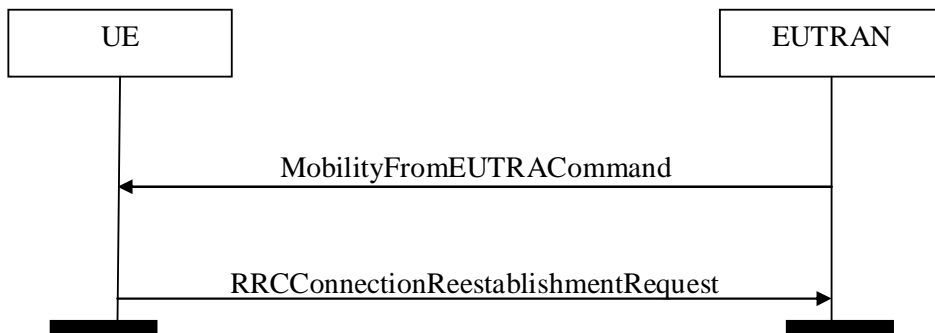 UE
EUTRAN
MobilityFromEUTRACommand
RRCConnectionReestablishmentRequest